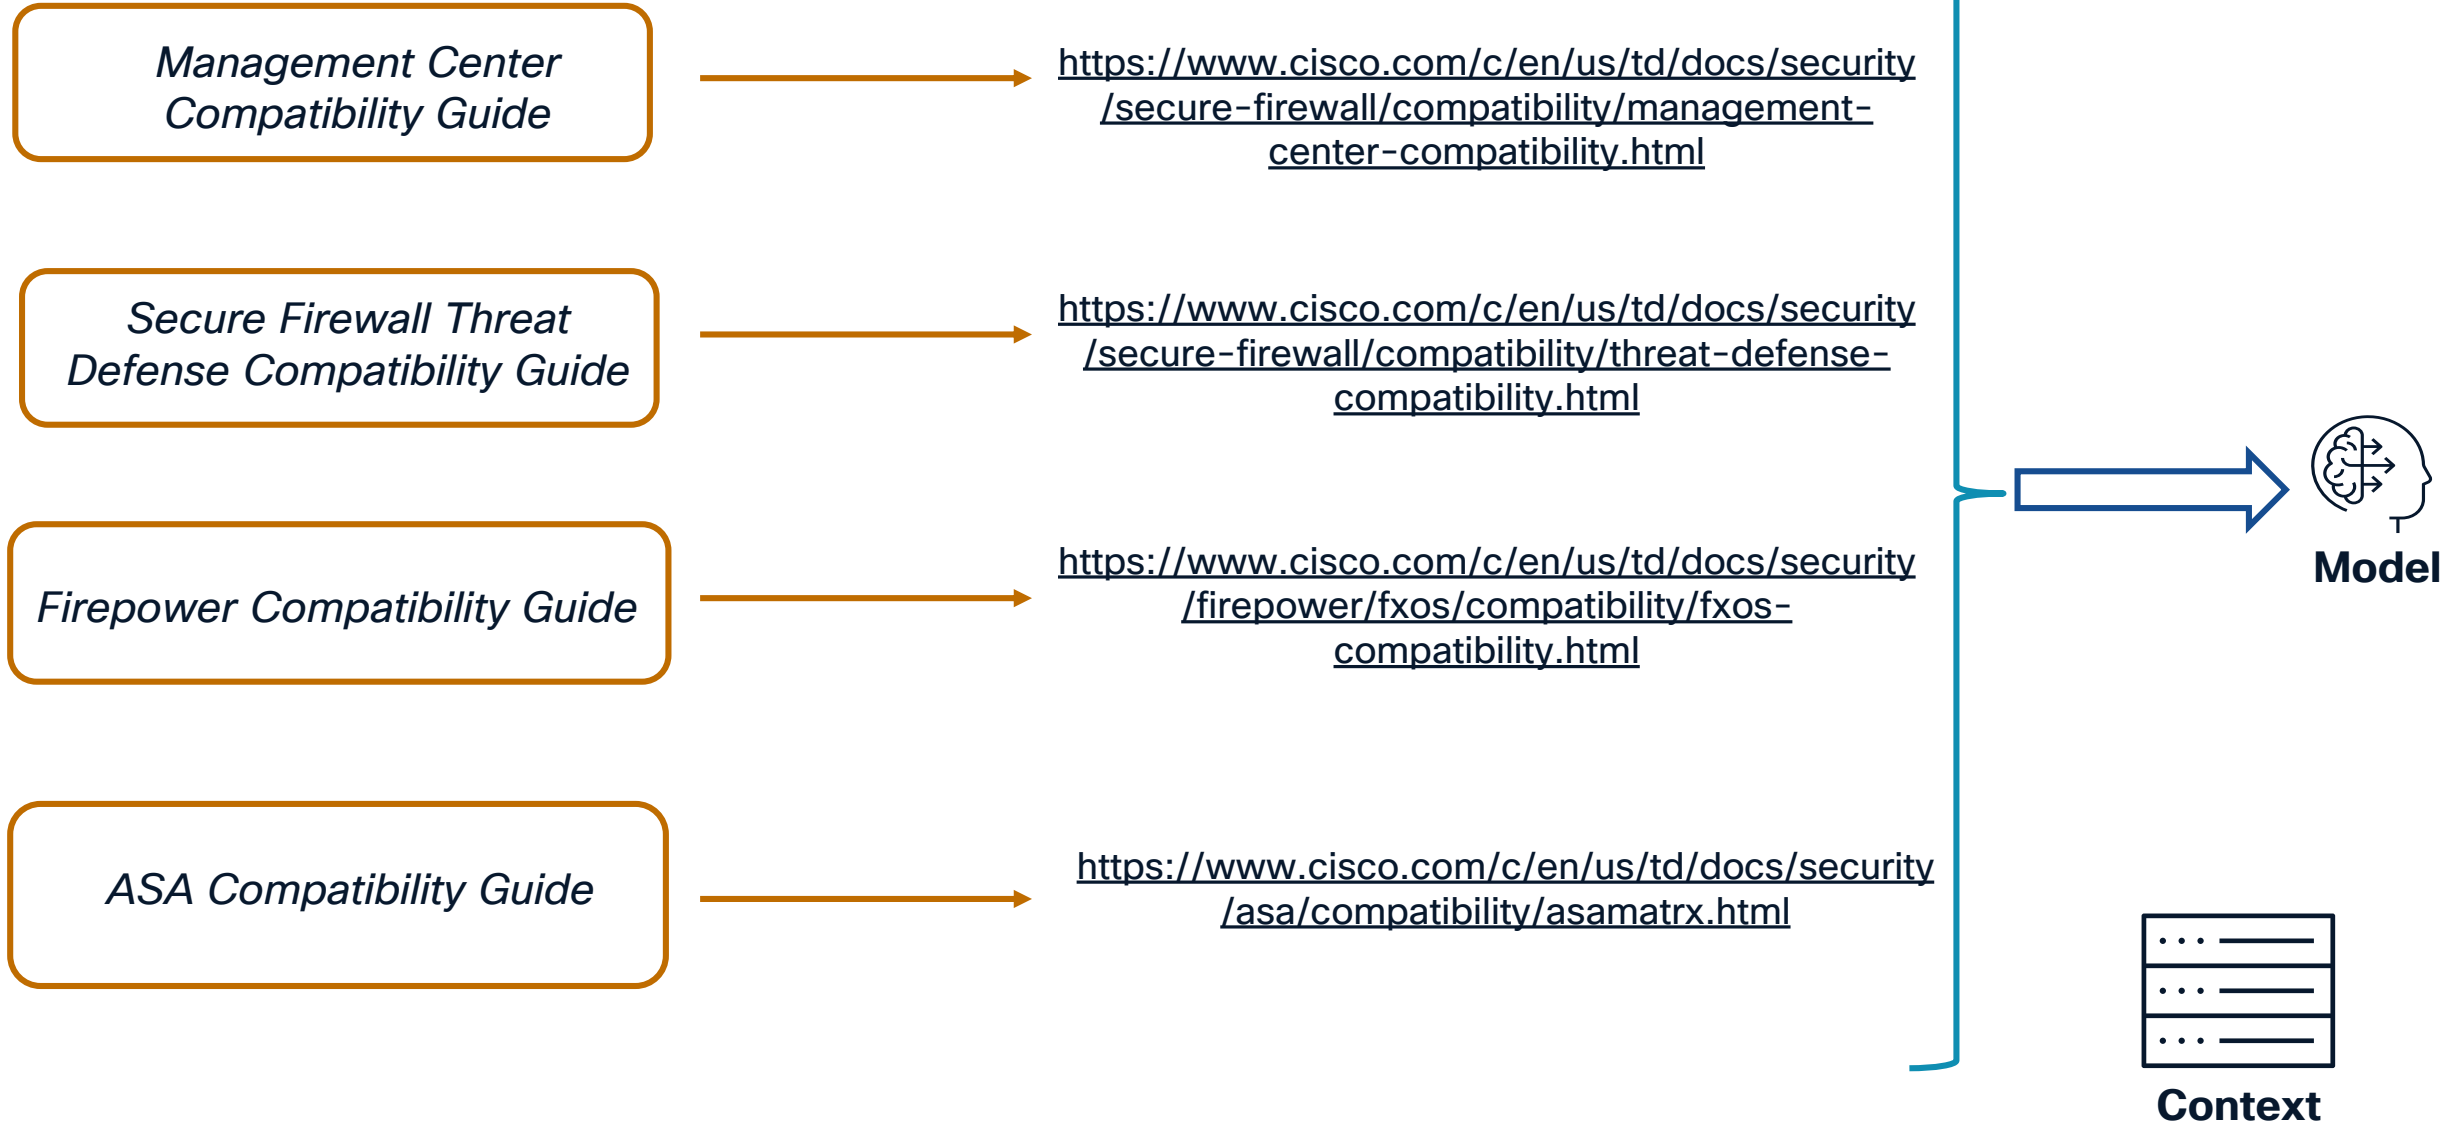 Management Center
Compatibility Guide
https://www.cisco.com/c/en/us/td/docs/security
/secure-firewall/compatibility/management-
center-compatibility.html
Secure Firewall Threat
Defense Compatibility Guide
https://www.cisco.com/c/en/us/td/docs/security
/secure-firewall/compatibility/threat-defense-
compatibility.html
Firepower Compatibility Guide
https://www.cisco.com/c/en/us/td/docs/security
/firepower/fxos/compatibility/fxos-
compatibility.html
ASA Compatibility Guide
https://www.cisco.com/c/en/us/td/docs/security
/asa/compatibility/asamatrx.html
Model
Context